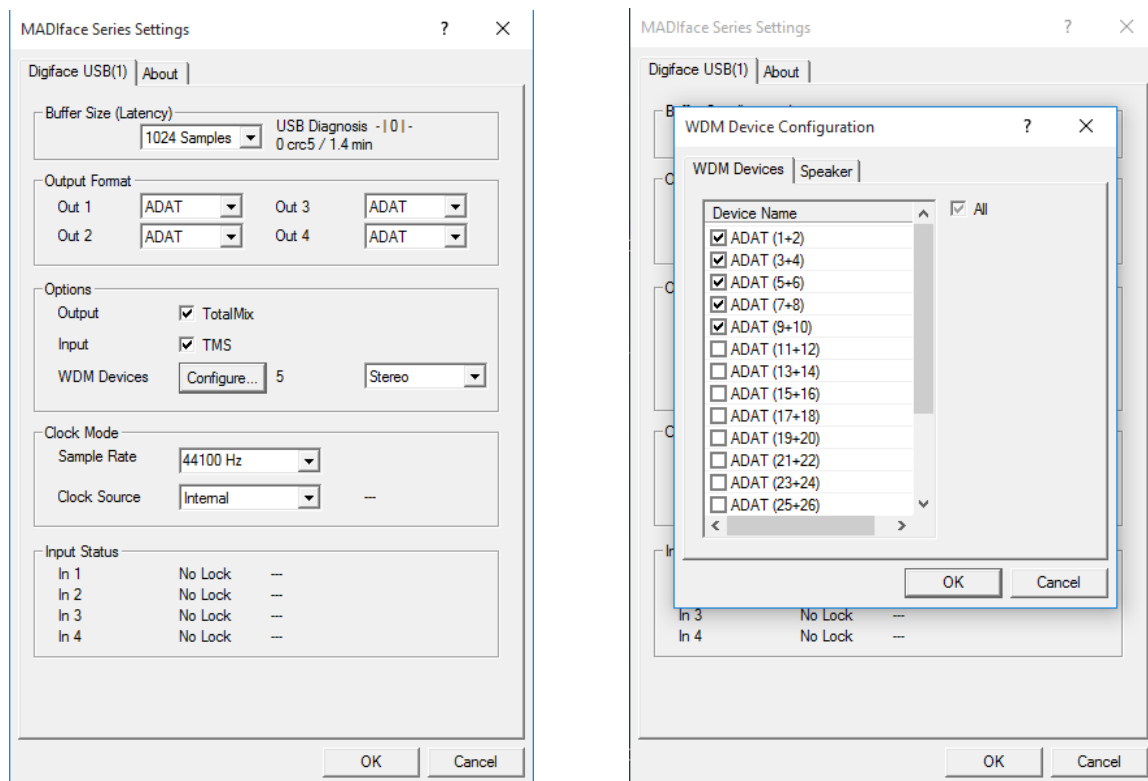 MADIface Series Settings
Digiface USB(1) About
Buffer Size (Latency)
1024 Samples
USB Diagnosis - | 0 | -
0 crc5 / 1.4 min
Output Format
Out 1 ADAT Out 3 ADAT
Out 2 ADAT Out 4 ADAT
Options
Output TotalMix
Input TMS
WDM Devices Configure... 5 Stereo
Clock Mode
Sample Rate 44100 Hz
Clock Source Internal ---
Input Status
In 1 No Lock ---
In 2 No Lock ---
In 3 No Lock ---
In 4 No Lock ---
OK Cancel
MADIface Series Settings
Digiface USB(1) About
WDM Device Configuration
WDM Devices Speaker
Device Name
All
ADAT (1+2)
ADAT (3+4)
ADAT (5+6)
ADAT (7+8)
ADAT (9+10)
ADAT (11+12)
ADAT (13+14)
ADAT (15+16)
ADAT (17+18)
ADAT (19+20)
ADAT (21+22)
ADAT (23+24)
ADAT (25+26)
OK Cancel
In 3 No Lock ---
In 4 No Lock ---
OK Cancel